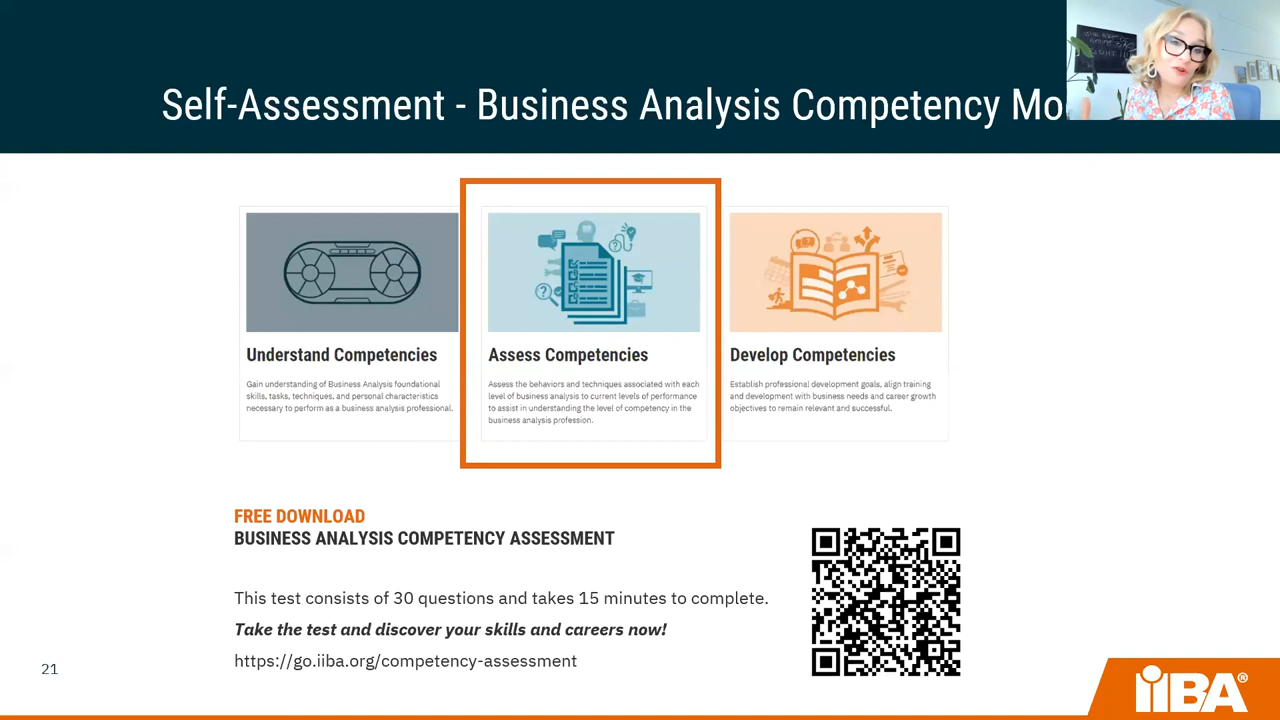 Self-Assessment - Business Analysis Competency Mo
Understand Competencies
Gain understanding of Business Analysis foundational
skills, tasks, techniques, and personal characteristics
necessary to perform as a business analysis professional.
Assess Competencies
Assess the behaviors and techniques associated with each
level of business analysis to current levels of performance
to assist in understanding the level of competency in the
business analysis profession.
Develop Competencies
Establish professional development goals, align training
and development with business needs and career growth
objectives to remain relevant and successful.
FREE DOWNLOAD
BUSINESS ANALYSIS COMPETENCY ASSESSMENT
This test consists of 30 questions and takes 15 minutes to complete.
Take the test and discover your skills and careers now!
https://go.iiba.org/competency-assessment
21
iiBA®